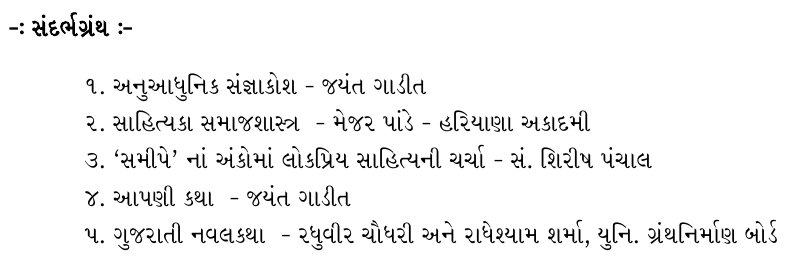 -: સંદર્ભગ્રંથ :-
૧. અનુઆધુનિક સંજ્ઞાકોશ - જયંત ગાડીત
૨. સાહિત્યકા સમાજશાસ્ત્ર - મેજર પાંડે - હરિયાણા અકાદમી
૩. ‘સમીપે’ નાં અંકોમાં લોકપ્રિય સાહિત્યની ચર્ચા - સં. શિરીષ પંચાલ
૪. આપણી કથા - જયંત ગાડીત
૫. ગુજરાતી નવલકથા - રઘુવીર ચૌધરી અને રાધેશ્યામ શર્મા, યુનિ. ગ્રંથનિર્માણ બોર્ડ